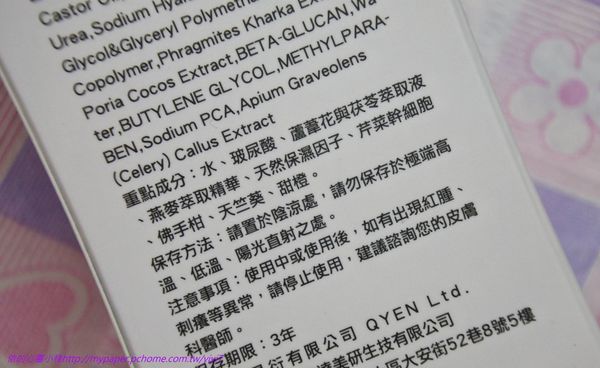 Castor
Urea,Sodium
Glycol&Glyceryl
Copolymer,Phragmites Kharka
Poria Cocos Extract,BETA-GLUCAN,Wa-
ter,BUTYLENE GLYCOL,METHYLPARA-
BEN,Sodium PCA,Apium Graveolens
(Celery) Callus Extract
重點成分：水、玻尿酸、蘆葦花與茯苓萃取液
、燕麥萃取精華、天然保濕因子、芹菜幹細胞
、佛手柑、天竺葵、甜橙。
保存方法：請置於陰涼處，請勿保存於極端高
溫、低溫、陽光直射之處。
注意事項：使用中或使用後，如有出現紅腫、
刺癢等異常，請停止使用，建議諮詢您的皮膚
科醫師。
保存期限：3年
衍有限公司 QYEN Ltd.
美研生技有限公司
區大安街52巷8號5樓